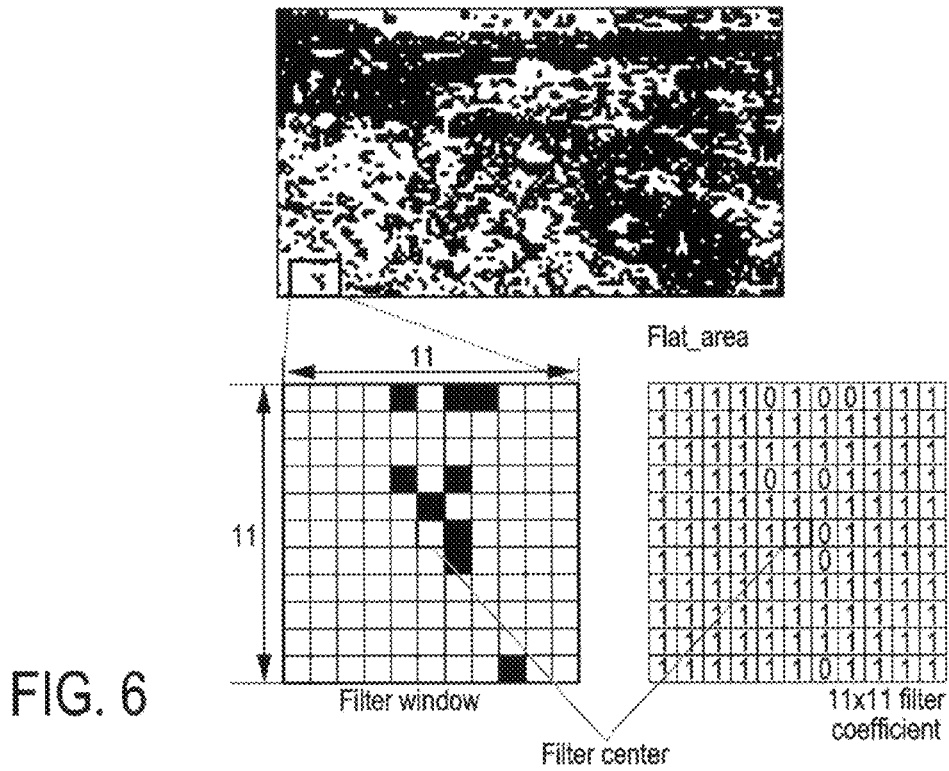 Flat_area
11
11
1 1 1 1 0 1 0 0 1 1 1
1 1 1 1 1 1 1 1 1 1 1
1 1 1 1 1 1 1 1 1 1 1
1 1 1 1 0 1 0 1 1 1 1
1 1 1 1 1 1 1 1 1 1 1
1 1 1 1 1 1 0 1 1 1 1
1 1 1 1 1 1 0 1 1 1 1
1 1 1 1 1 1 1 1 1 1 1
1 1 1 1 1 1 1 1 1 1 1
1 1 1 1 1 1 1 1 1 1 1
1 1 1 1 1 1 0 1 1 1 1
FIG. 6
Filter window
11x11 filter
coefficient
Filter center